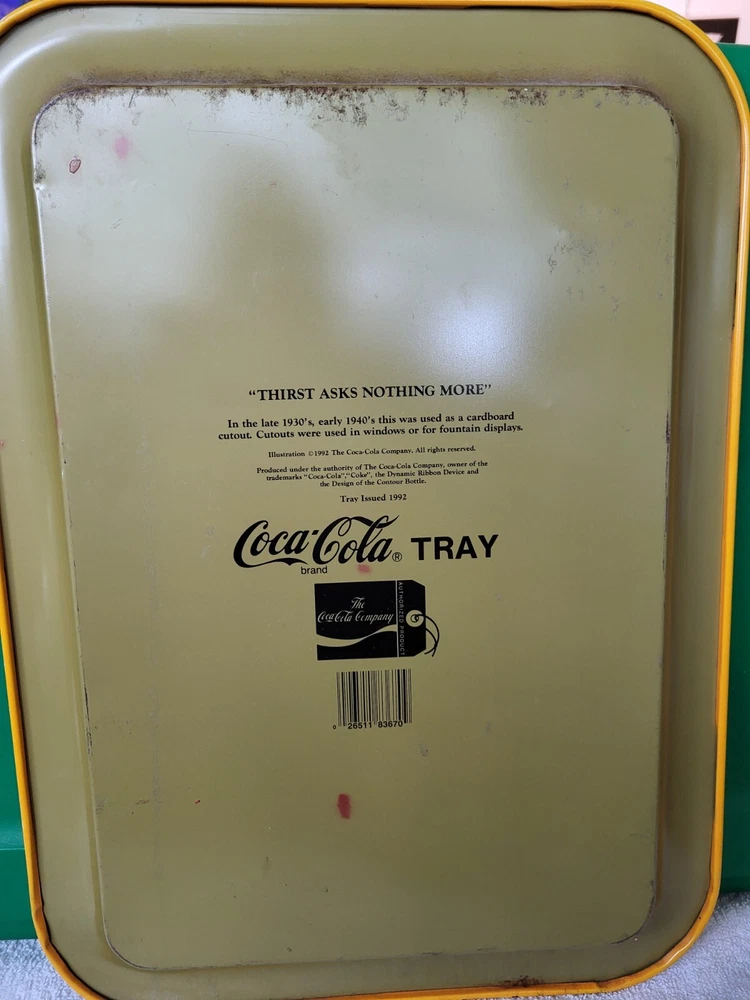 “THIRST ASKS NOTHING MORE”
In the late 1930's, early 1940's this was used as a cardboard
cutout. Cutouts were used in windows or for fountain displays.
Illustration ©1992 The Coca-Cola Company. All rights reserved.
Produced under the authority of The Coca-Cola Company, owner of the
trademarks “Coca-Cola”,“Coke”, the Dynamic Ribbon Device and
the Design of the Contour Bottle.
Tray Issued 1992
Coca-Cola® TRAY
brand
The
Coca-Cola Company
AUTHORIZED PRODUCT
0 26511 83670